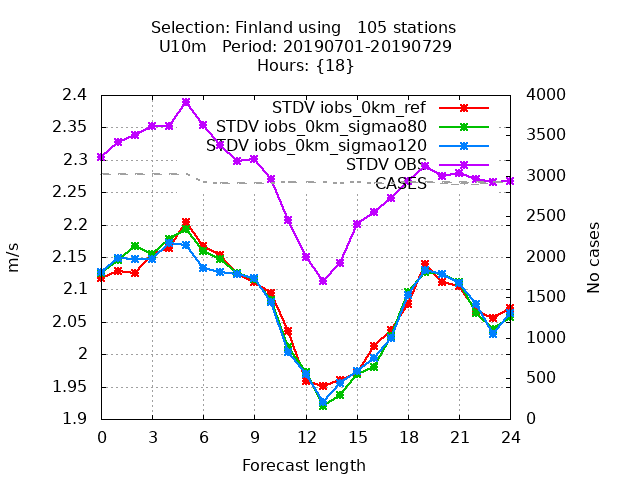 Selection: Finland using   105 stations
U10m   Period: 20190701-20190729
Hours: {18}
2.4
2.35
2.3
2.25
2.2
2.15
2.1
2.05
2
1.95
1.9
m/s
STDV iobs_0km_ref
STDV iobs_0km_sigmao80
STDV iobs_0km_sigmao120
STDV OBS
CASES
4000
3500
3000
2500
2000
1500
1000
500
0
No cases
0 3 6 9 12 15 18 21 24
Forecast length